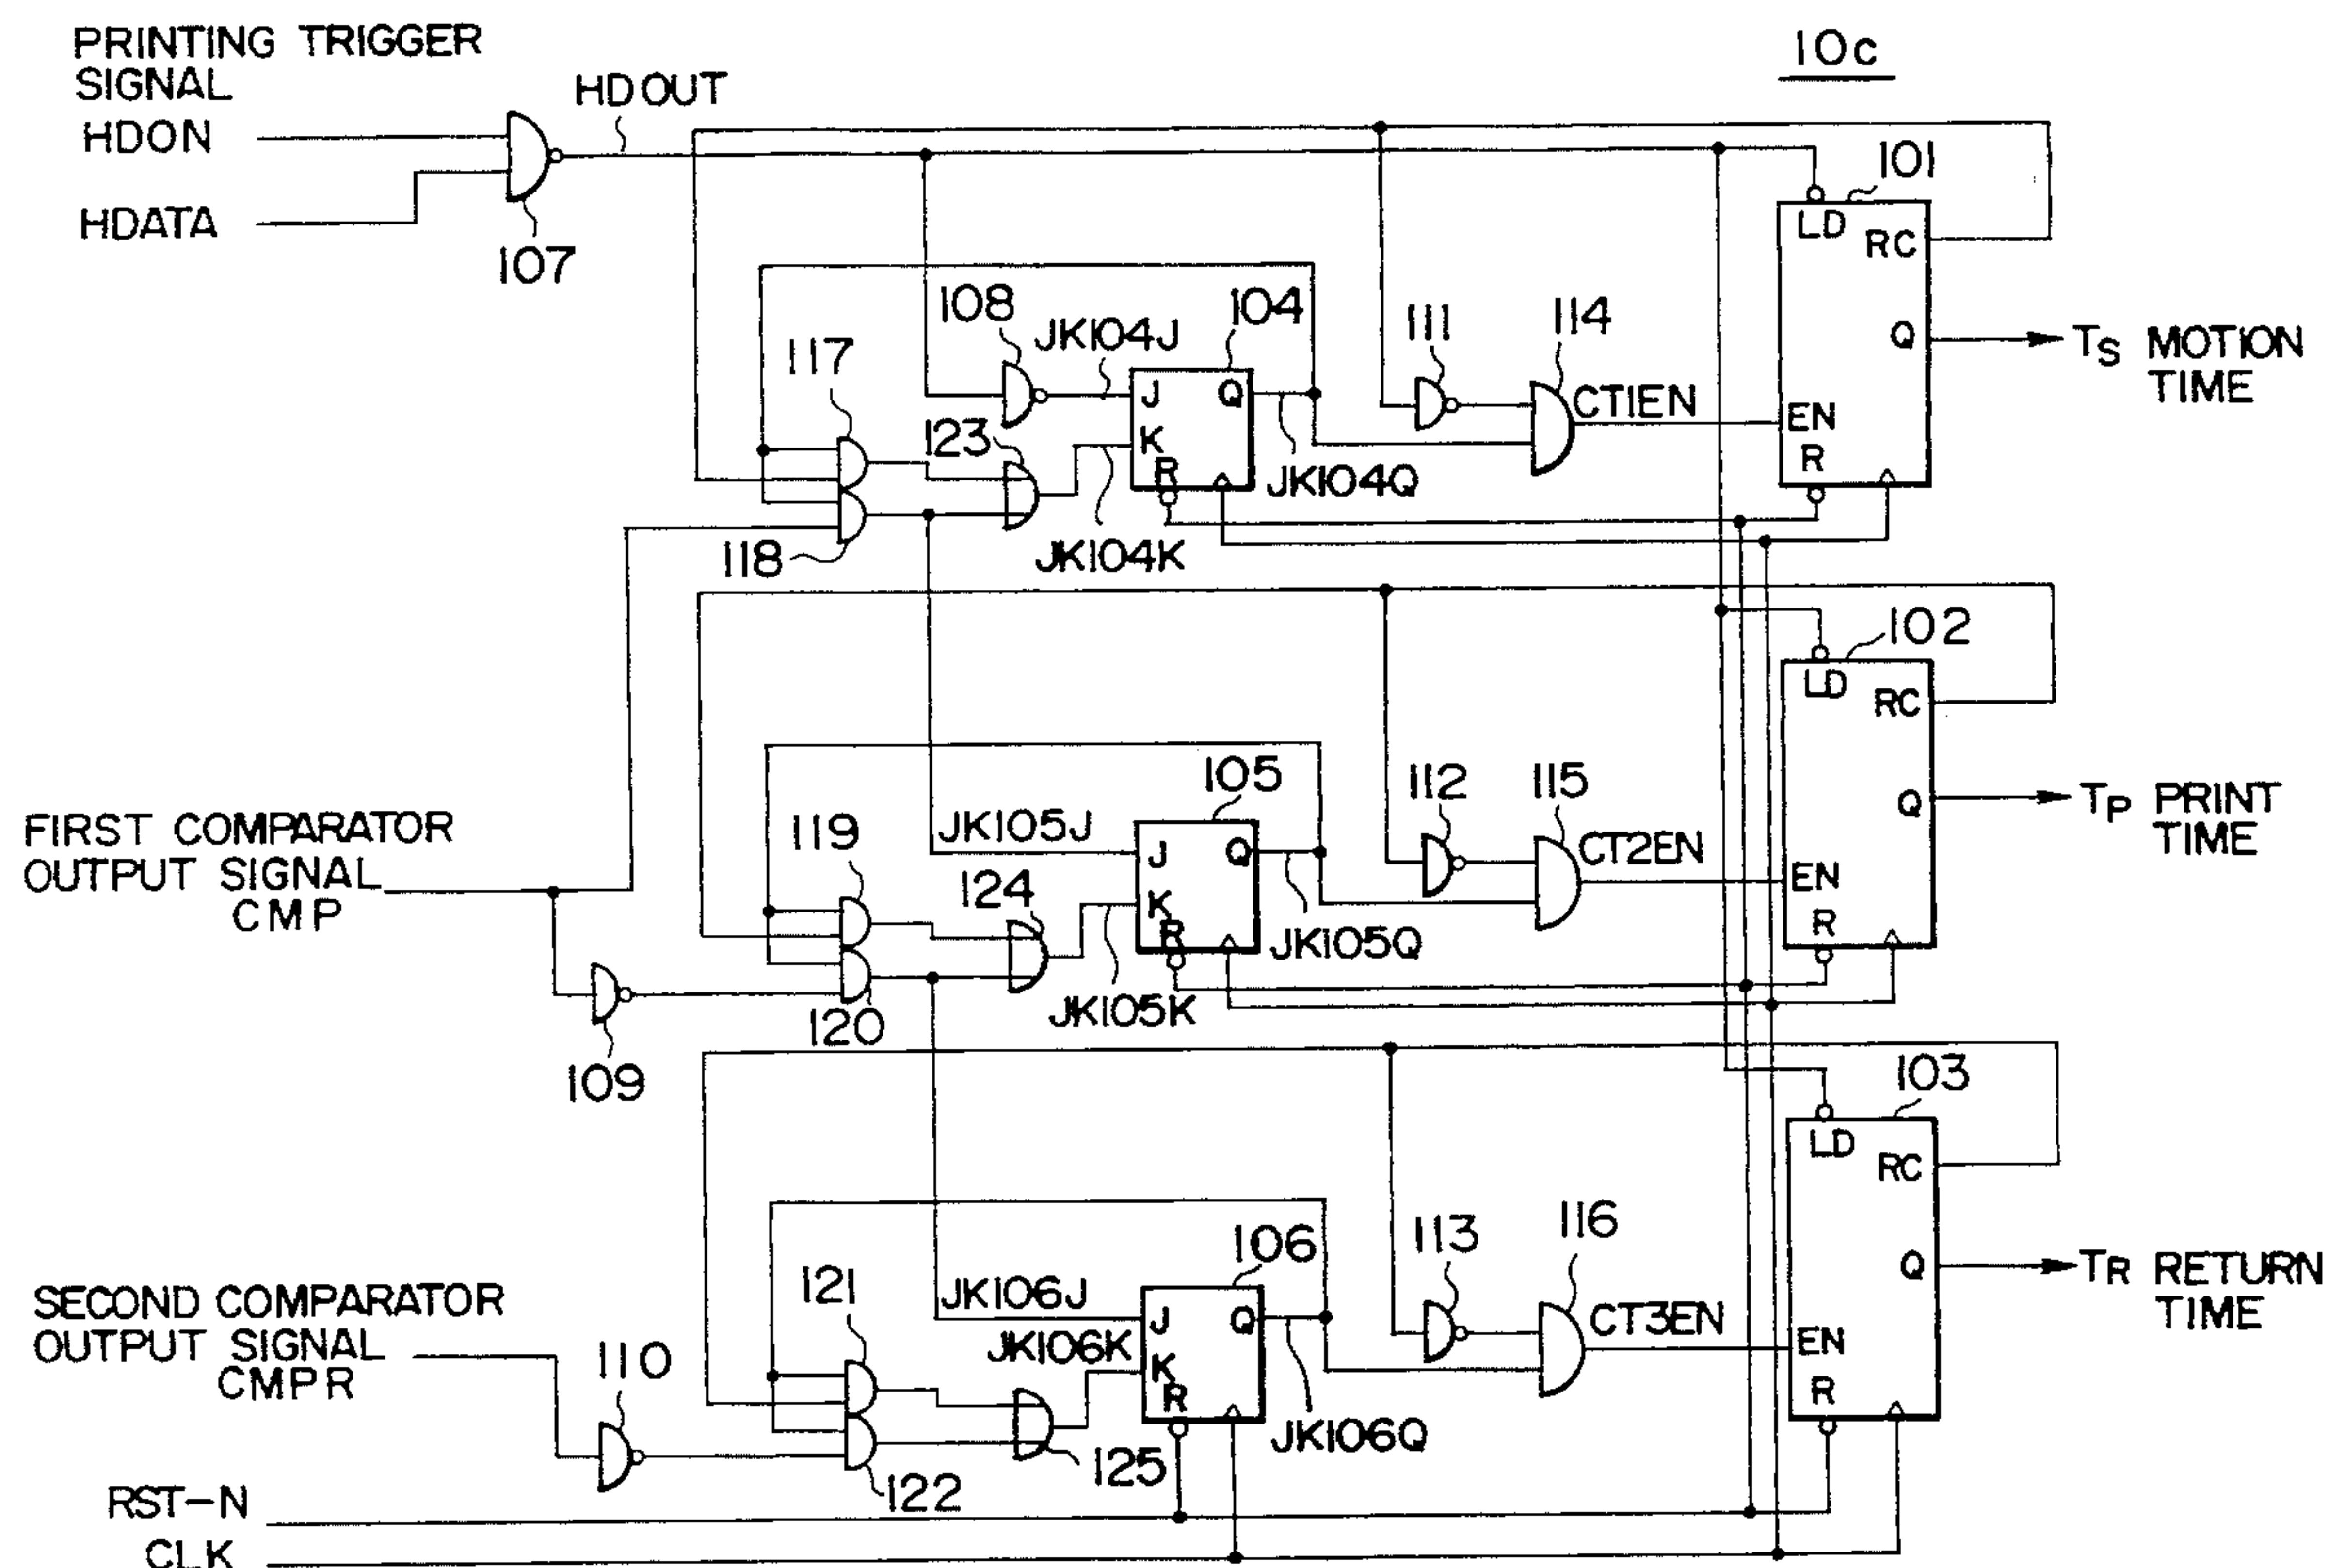 PRINTING TRIGGER
SIGNAL
HDON
HDATA
107
HDOUT
10c
101
LD
RC
Q
EN
R
TS MOTION
TIME
108
JK104J
104
J
Q
K
R
117
123
118
JK104K
JK104Q
111
114
CT1EN
102
LD
RC
Q
EN
R
TP PRINT
TIME
FIRST COMPARATOR
OUTPUT SIGNAL
CMP
109
119
120
124
JK105J
105
J
Q
K
R
JK105K
JK105Q
112
115
CT2EN
103
LD
RC
Q
EN
R
TR RETURN
TIME
SECOND COMPARATOR
OUTPUT SIGNAL
CMPR
110
121
122
125
JK106J
JK106K
106
J
Q
K
R
JK106Q
113
116
CT3EN
RST-N
CLK